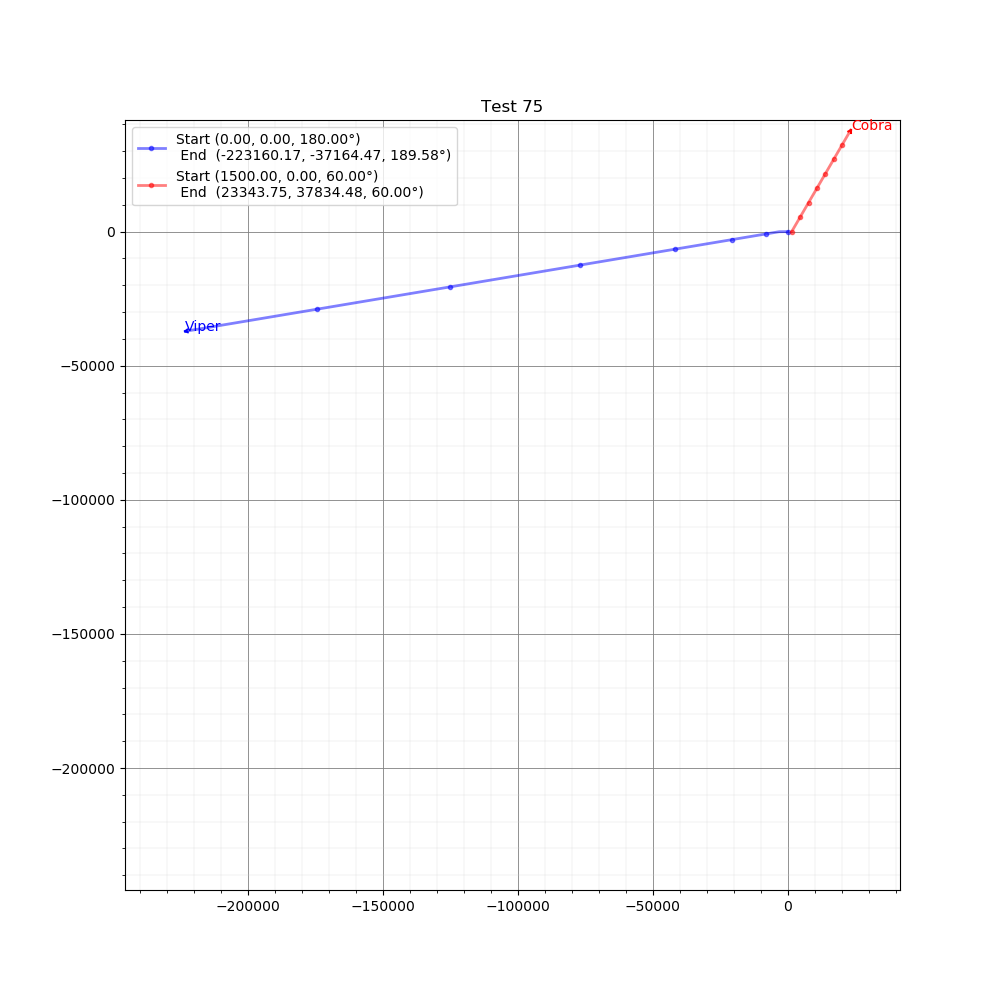 Test 75
Start (0.00, 0.00, 180.00°)
End (-223160.17, -37164.47, 189.58°)
Start (1500.00, 0.00, 60.00°)
End (23343.75, 37834.48, 60.00°)
Cobra
Viper
0
−50000
−100000
−150000
−200000
−200000
−150000
−100000
−50000
0